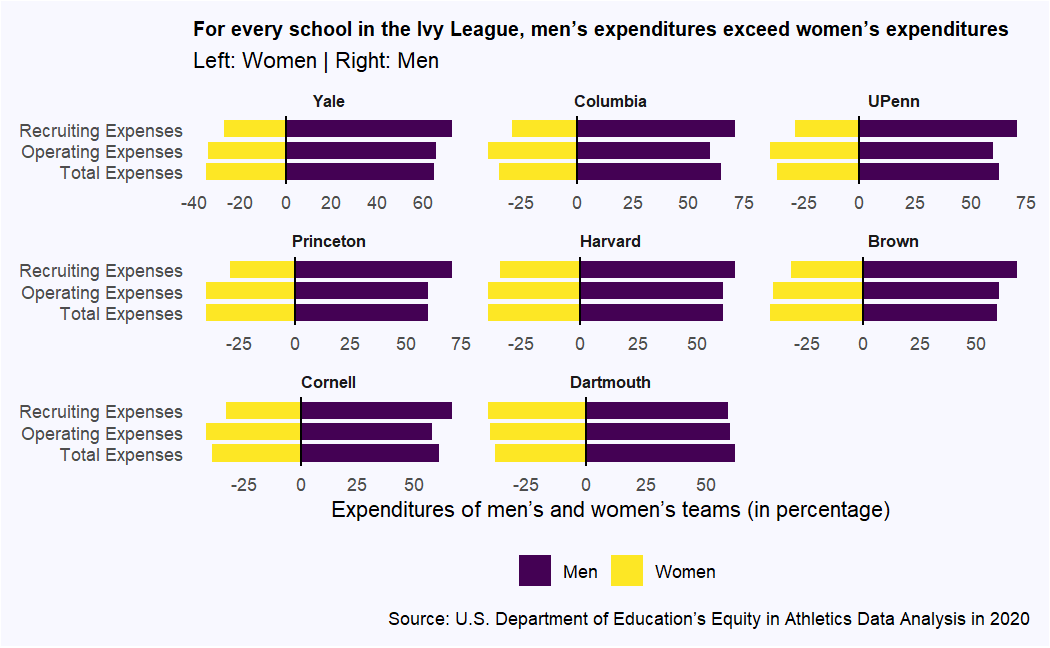 For every school in the Ivy League, men’s expenditures exceed women’s expenditures
Left: Women | Right: Men
Yale Columbia UPenn
Recruiting Expenses
Operating Expenses
Total Expenses
-40 -20 0 20 40 60 -25 0 25 50 75 -25 0 25 50 75
Princeton Harvard Brown
Recruiting Expenses
Operating Expenses
Total Expenses
-25 0 25 50 75 -25 0 25 50 -25 0 25 50
Cornell Dartmouth
Recruiting Expenses
Operating Expenses
Total Expenses
-25 0 25 50 -25 0 25 50
Expenditures of men’s and women’s teams (in percentage)
Men Women
Source: U.S. Department of Education’s Equity in Athletics Data Analysis in 2020